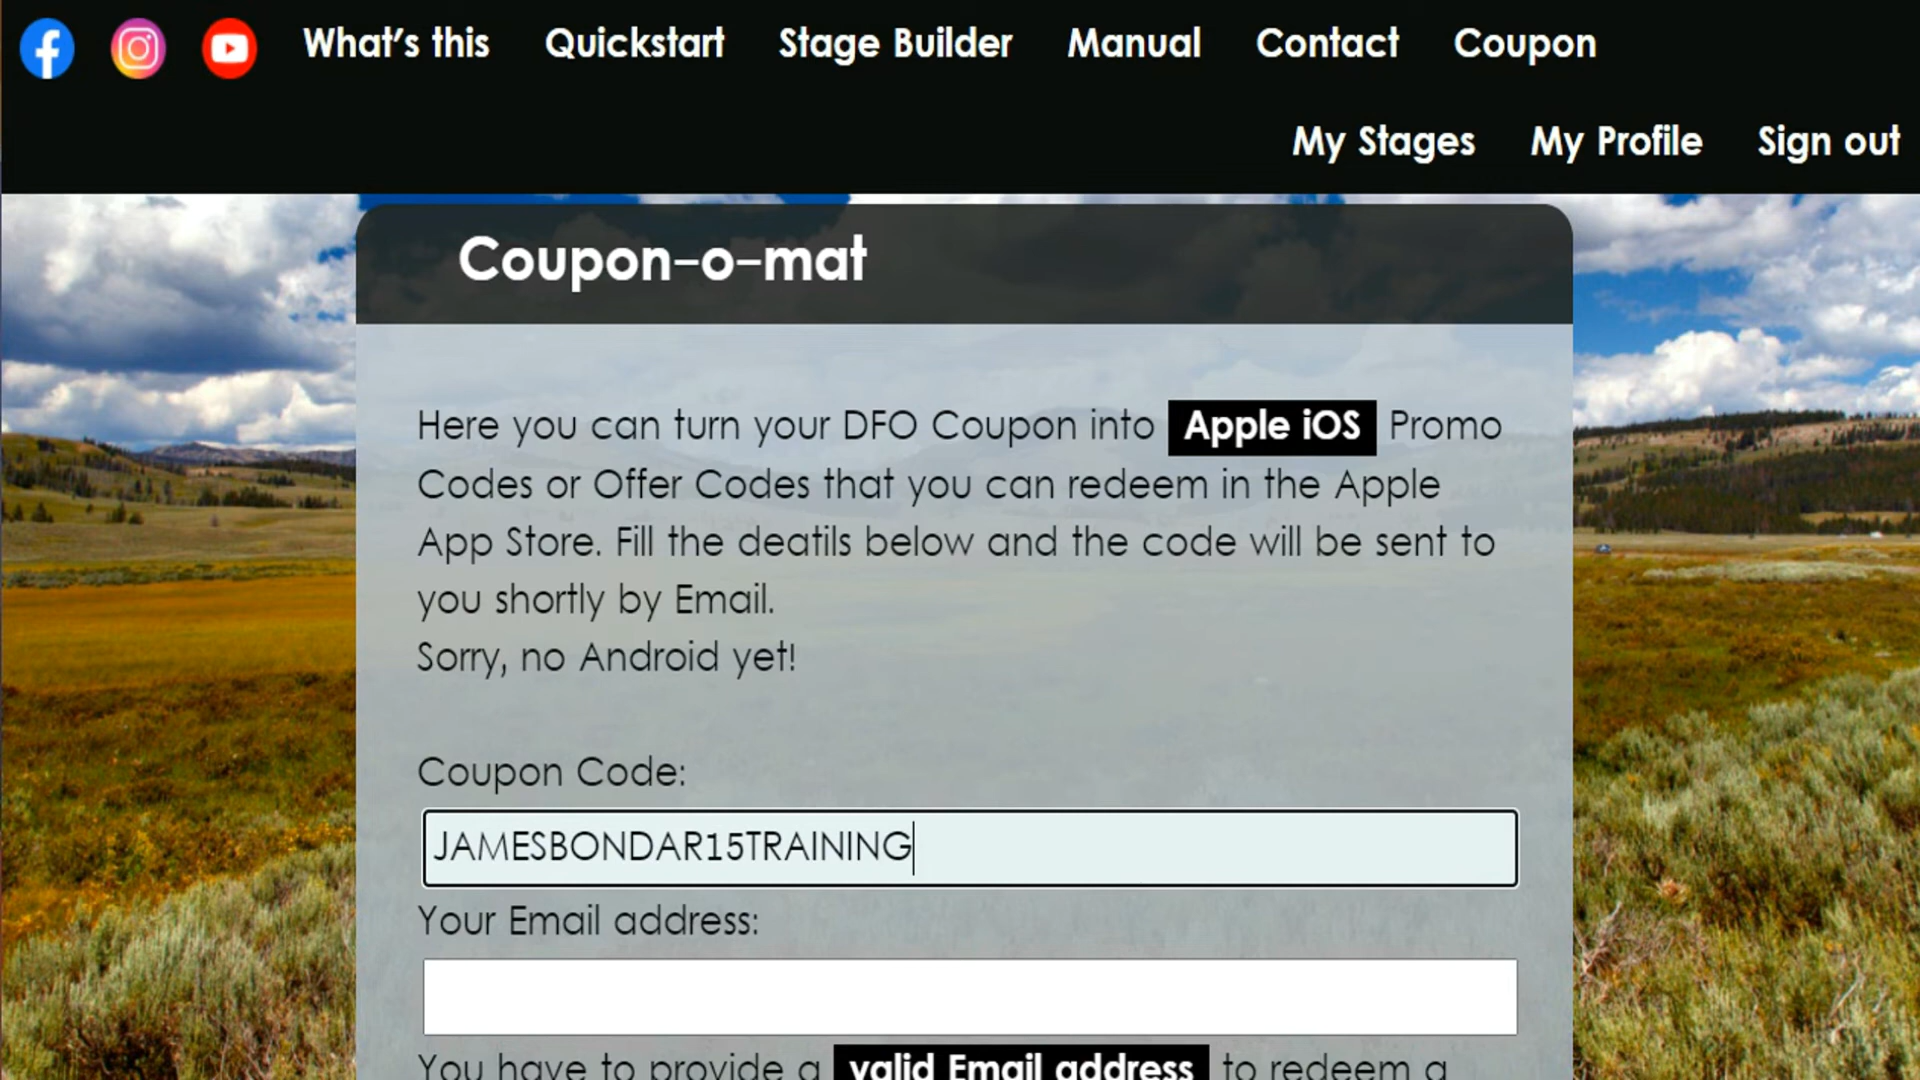 What's this Quickstart Stage Builder Manual Contact Coupon
My Stages My Profile Sign out
Coupon-o-mat
Here you can turn your DFO Coupon into Apple iOS Promo
Codes or Offer Codes that you can redeem in the Apple
App Store. Fill the deatils below and the code will be sent to
you shortly by Email.
Sorry, no Android yet!
Coupon Code:
JAMESBONDAR15TRAINING
Your Email address:
You have to provide a valid Email address to redeem a